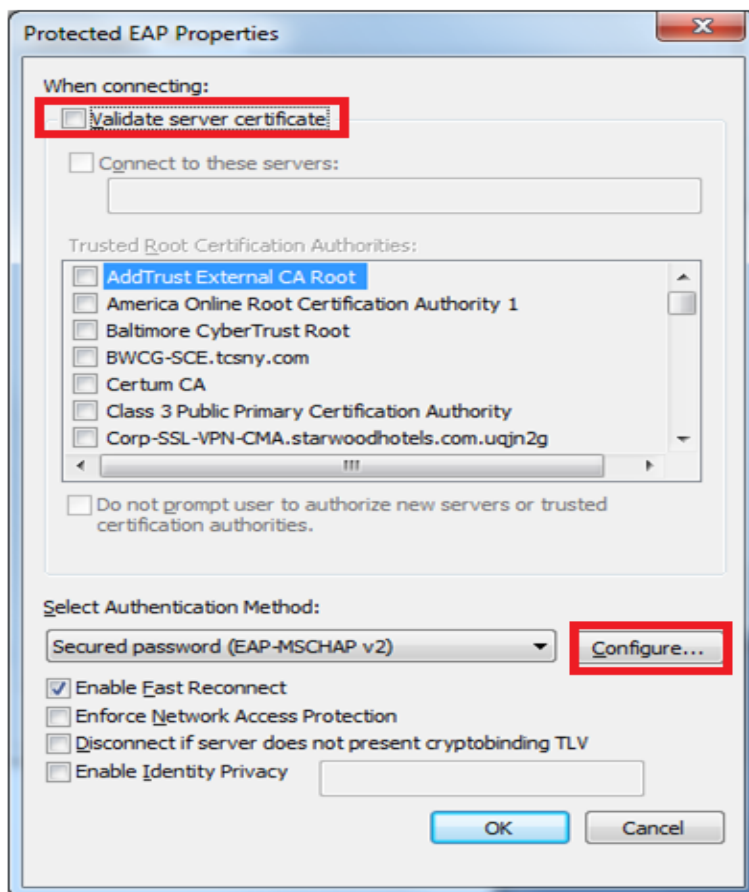 Protected EAP Properties
When connecting:
Validate server certificate
Connect to these servers:
Trusted Root Certification Authorities:
AddTrust External CA Root
America Online Root Certification Authority 1
Baltimore CyberTrust Root
BWCG-SCE.tcsny.com
Certum CA
Class 3 Public Primary Certification Authority
Corp-SSL-VPN-CMA.starwoodhotels.com.uqjn2g
Do not prompt user to authorize new servers or trusted
certification authorities.
Select Authentication Method:
Secured password (EAP-MSCHAP v2)
Configure...
Enable Fast Reconnect
Enforce Network Access Protection
Disconnect if server does not present cryptobinding TLV
Enable Identity Privacy
OK Cancel